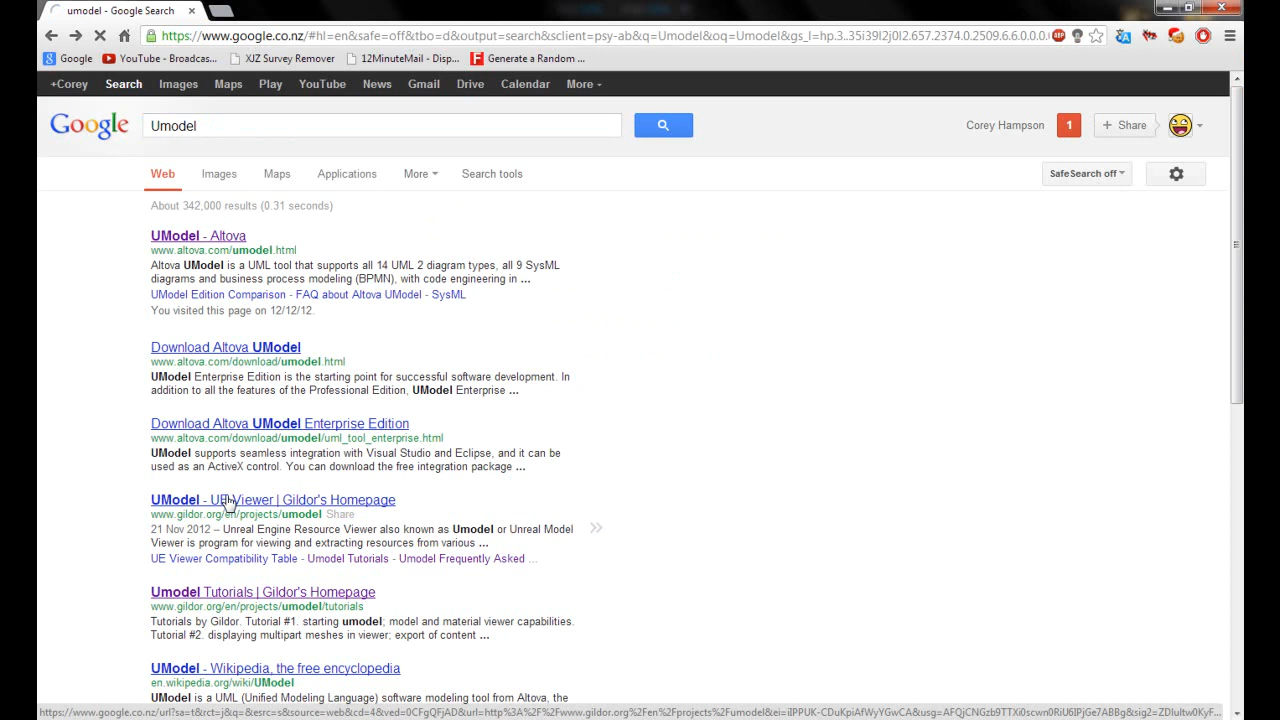 umodel - Google Search
https://www.google.co.nz/#hl=en&safe=off&tbo=d&output=search&sclient=psy-ab&q=Umodel&oq=Umodel&gs_l=hp.3..35i39l2j0l2.657.2374.0.2509.6.6.0.0.0.
Google YouTube - Broadcas... XJZ Survey Remover 12MinuteMail - Disp... Generate a Random ...
+Corey Search Images Maps Play YouTube News Gmail Drive Calendar More
Google Umodel Corey Hampson 1 + Share
Web Images Maps Applications More Search tools SafeSearch off
About 342,000 results (0.31 seconds)
UModel - Altova
www.altova.com/umodel.html
Altova UModel is a UML tool that supports all 14 UML 2 diagram types, all 9 SysML
diagrams and business process modeling (BPMN), with code engineering in ...
UModel Edition Comparison - FAQ about Altova UModel - SysML
You visited this page on 12/12/12.
Download Altova UModel
www.altova.com/download/umodel.html
UModel Enterprise Edition is the starting point for successful software development. In
addition to all the features of the Professional Edition, UModel Enterprise ...
Download Altova UModel Enterprise Edition
www.altova.com/download/umodel/uml_tool_enterprise.html
UModel supports seamless integration with Visual Studio and Eclipse, and it can be
used as an ActiveX control. You can download the free integration package ...
UModel - UE Viewer | Gildor's Homepage
www.gildor.org/en/projects/umodel Share
21 Nov 2012 – Unreal Engine Resource Viewer also known as Umodel or Unreal Model
Viewer is program for viewing and extracting resources from various ...
UE Viewer Compatibility Table - Umodel Tutorials - Umodel Frequently Asked ...
Umodel Tutorials | Gildor's Homepage
www.gildor.org/en/projects/umodel/tutorials
Tutorials by Gildor. Tutorial #1. starting umodel; model and material viewer capabilities.
Tutorial #2. displaying multipart meshes in viewer; export of content ...
UModel - Wikipedia, the free encyclopedia
en.wikipedia.org/wiki/UModel
UModel is a UML (Unified Modeling Language) software modeling tool from Altova, the